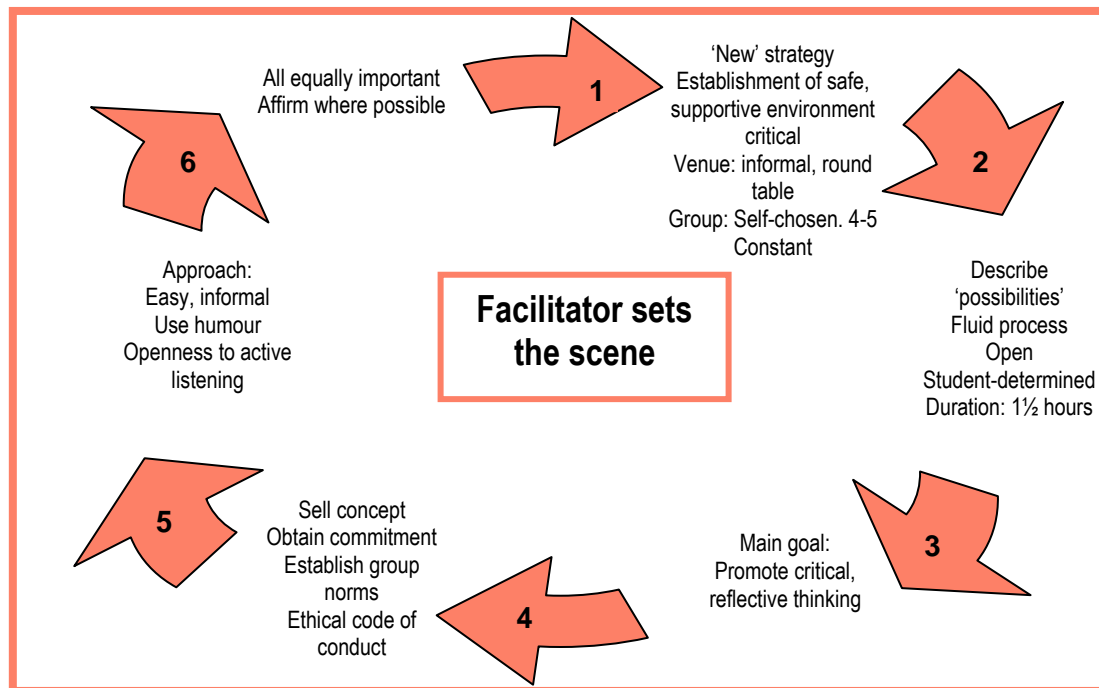 All equally important
Affirm where possible
1
‘New’ strategy
Establishment of safe,
supportive environment
critical
Venue: informal, round
table
Group: Self-chosen. 4-5
Constant
2
Describe
‘possibilities’
Fluid process
Open
Student-determined
Duration: 1½ hours
3
Main goal:
Promote critical,
reflective thinking
4
Sell concept
Obtain commitment
Establish group
norms
Ethical code of
conduct
5
Approach:
Easy, informal
Use humour
Openness to active
listening
6
Facilitator sets
the scene